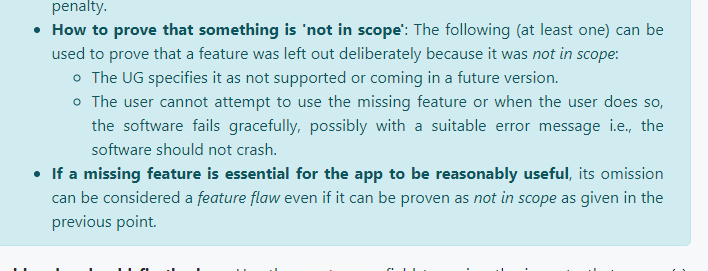 penalty.
• How to prove that something is 'not in scope': The following (at least one) can be
used to prove that a feature was left out deliberately because it was not in scope:
◦ The UG specifies it as not supported or coming in a future version.
◦ The user cannot attempt to use the missing feature or when the user does so,
the software fails gracefully, possibly with a suitable error message i.e., the
software should not crash.
• If a missing feature is essential for the app to be reasonably useful, its omission
can be considered a feature flaw even if it can be proven as not in scope as given in the
previous point.